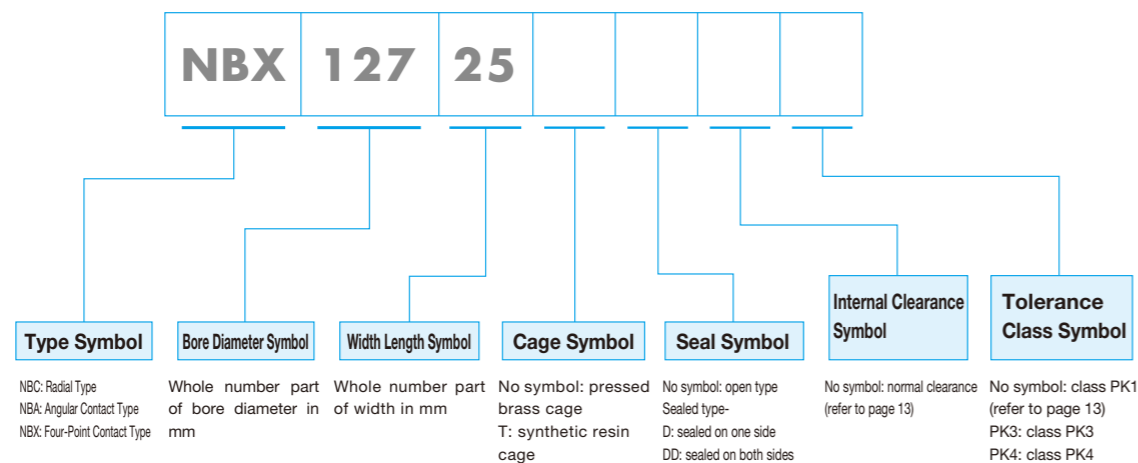 NBX 127 25
Type Symbol
NBC: Radial Type
NBA: Angular Contact Type
NBX: Four-Point Contact Type
Bore Diameter Symbol
Whole number part
of bore diameter in
mm
Width Length Symbol
Whole number part
of width in mm
Cage Symbol
No symbol: pressed
brass cage
T: synthetic resin
cage
Seal Symbol
No symbol: open type
Sealed type-
D: sealed on one side
DD: sealed on both sides
Internal Clearance
Symbol
No symbol: normal clearance
(refer to page 13)
Tolerance
Class Symbol
No symbol: class PK1
(refer to page 13)
PK3: class PK3
PK4: class PK4